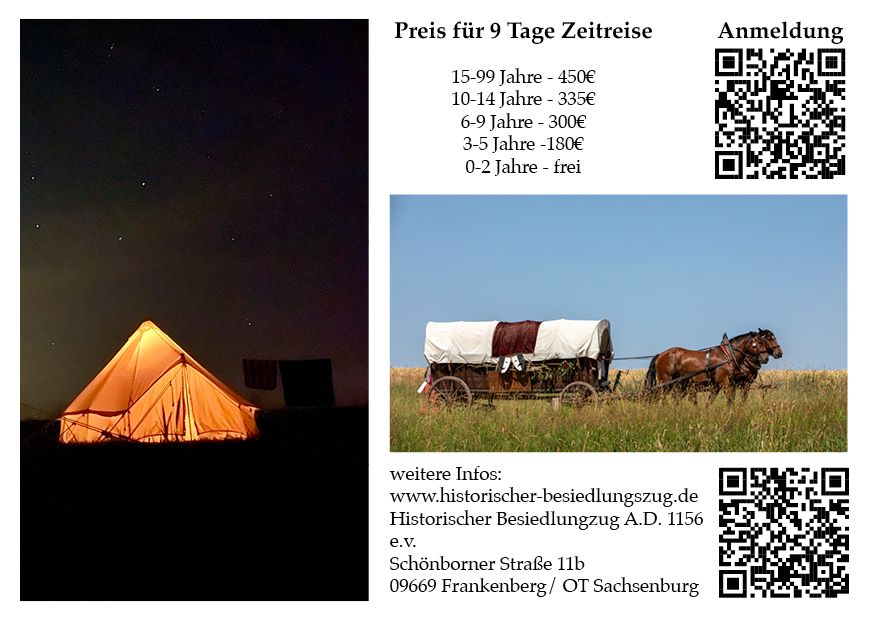 Preis für 9 Tage Zeitreise
15-99 Jahre - 450€
10-14 Jahre - 335€
6-9 Jahre - 300€
3-5 Jahre -180€
0-2 Jahre - frei
Anmeldung
weitere Infos:
www.historischer-besiedlungszug.de
Historischer Besiedlungzug A.D. 1156
e.v.
Schönborner Straße 11b
09669 Frankenberg/ OT Sachsenburg